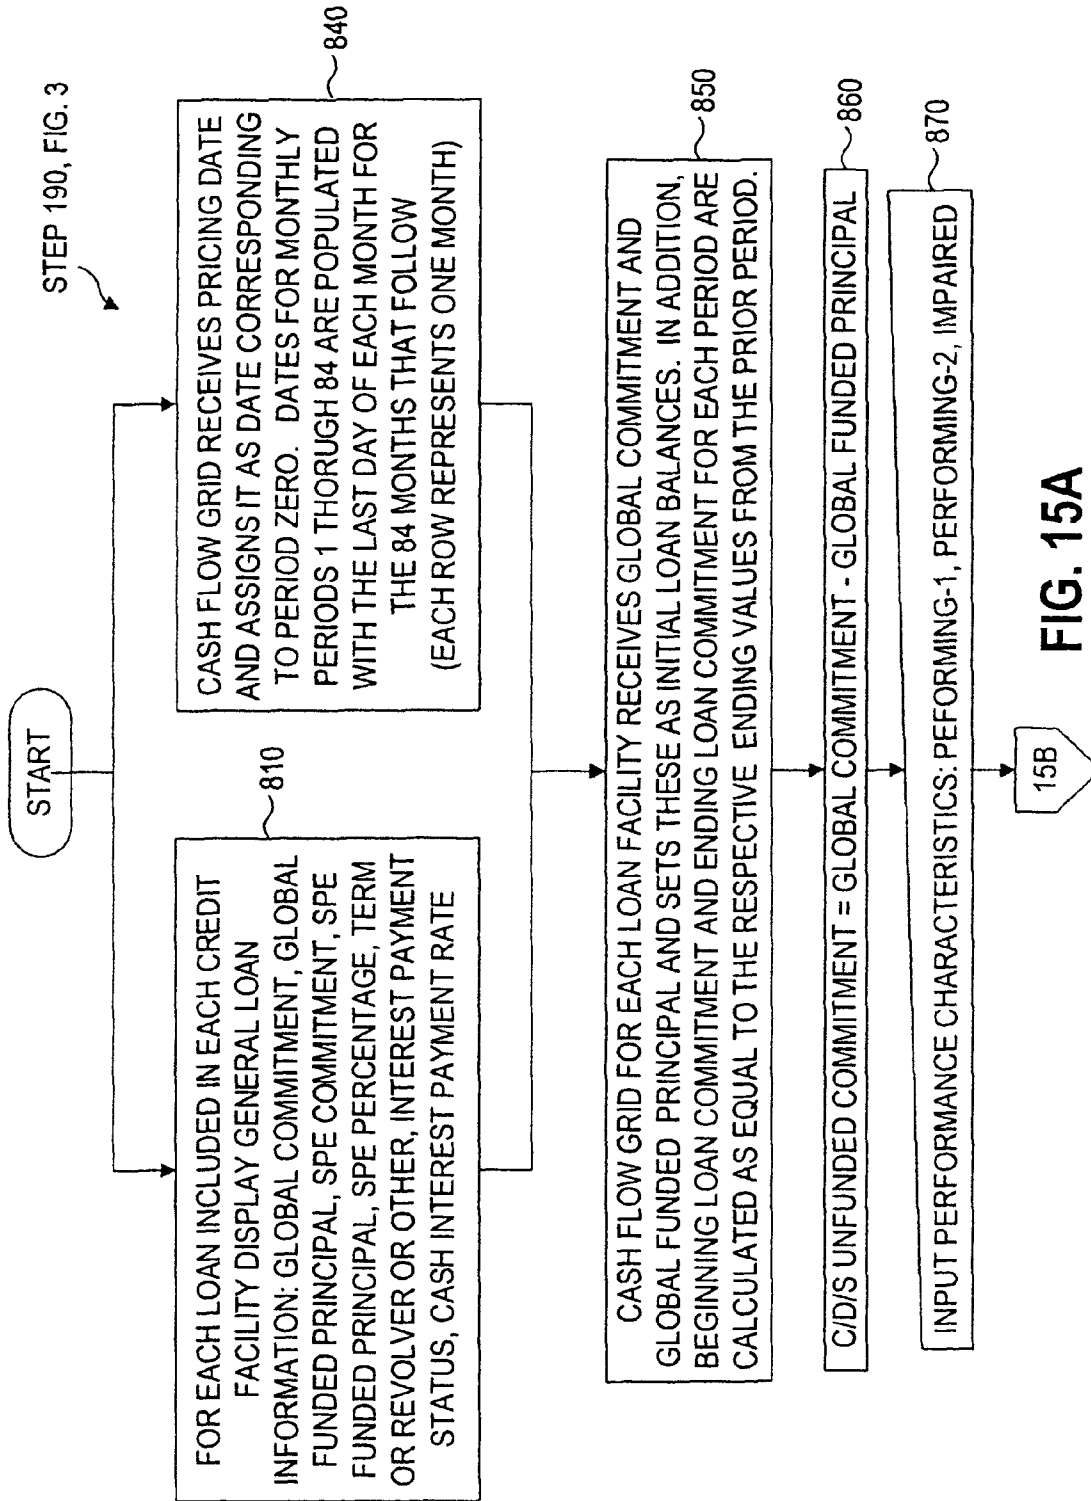 STEP 190, FIG. 3
START
810
FOR EACH LOAN INCLUDED IN EACH CREDIT
FACILITY DISPLAY GENERAL LOAN
INFORMATION: GLOBAL COMMITMENT, GLOBAL
FUNDED PRINCIPAL, SPE COMMITMENT, SPE
FUNDED PRINCIPAL, SPE PERCENTAGE, TERM
OR REVOLVER OR OTHER, INTEREST PAYMENT
STATUS, CASH INTEREST PAYMENT RATE
840
CASH FLOW GRID RECEIVES PRICING DATE
AND ASSIGNS IT AS DATE CORRESPONDING
TO PERIOD ZERO. DATES FOR MONTHLY
PERIODS 1 THORUGH 84 ARE POPULATED
WITH THE LAST DAY OF EACH MONTH FOR
THE 84 MONTHS THAT FOLLOW
(EACH ROW REPRESENTS ONE MONTH)
850
CASH FLOW GRID FOR EACH LOAN FACILITY RECEIVES GLOBAL COMMITMENT AND
GLOBAL FUNDED PRINCIPAL AND SETS THESE AS INITIAL LOAN BALANCES. IN ADDITION,
BEGINNING LOAN COMMITMENT AND ENDING LOAN COMMITMENT FOR EACH PERIOD ARE
CALCULATED AS EQUAL TO THE RESPECTIVE ENDING VALUES FROM THE PRIOR PERIOD.
860
C/D/S UNFUNDED COMMITMENT = GLOBAL COMMITMENT - GLOBAL FUNDED PRINCIPAL
870
INPUT PERFORMANCE CHARACTERISTICS: PEFORMING-1, PERFORMING-2, IMPAIRED
15B
FIG. 15A